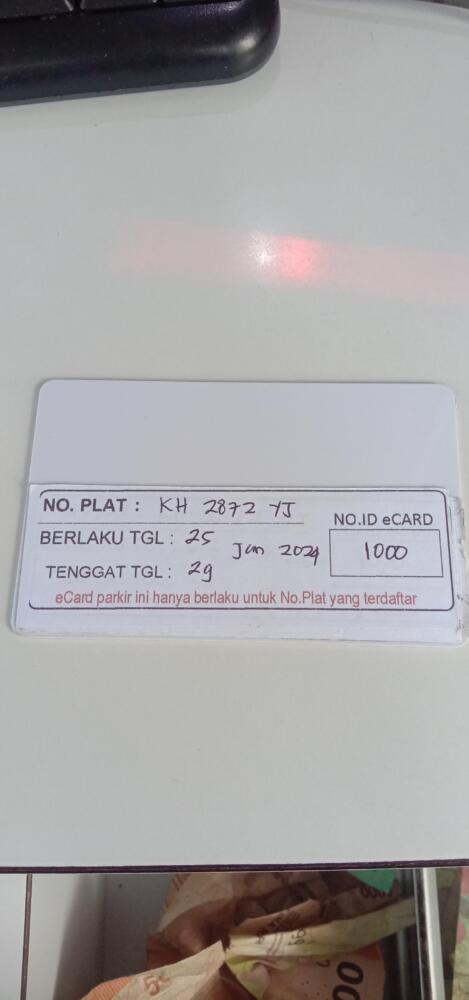 NO. PLAT : KH 2872 YJ
NO.ID eCARD
BERLAKU TGL : 25
Jan 2024
1000
TENGGAT TGL : 29
eCard parkir ini hanya berlaku untuk No.Plat yang terdaftar